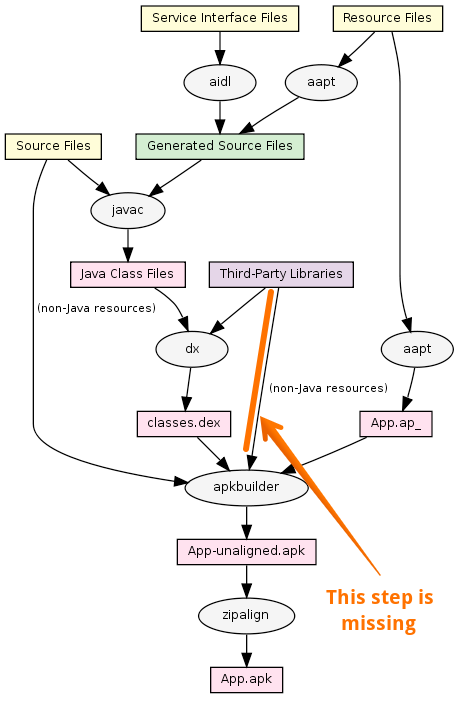 Service Interface Files
Resource Files
aidl
aapt
Source Files
Generated Source Files
javac
Java Class Files
Third-Party Libraries
(non-Java resources)
dx
aapt
(non-Java resources)
classes.dex
App.ap_
apkbuilder
App-unaligned.apk
This step is
missing
zipalign
App.apk